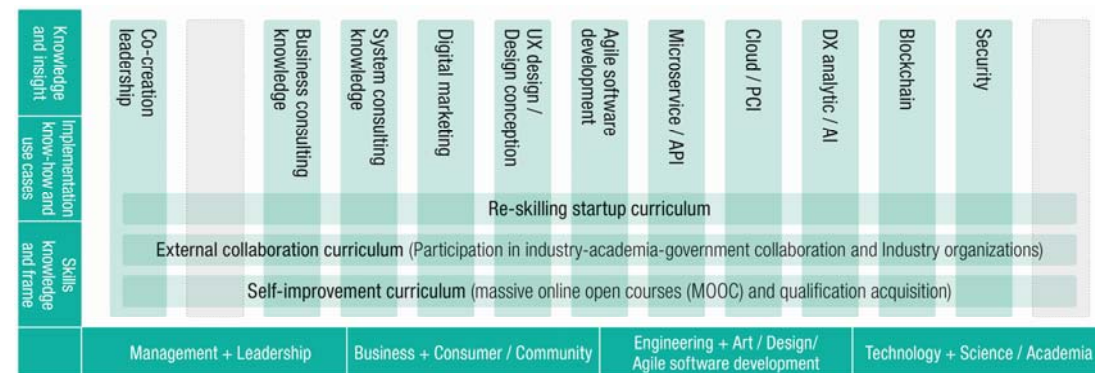 Knowledge
and insight
Implementation
know-how and
use cases
Skills
knowledge
and frame
Co-creation
leadership
Business consulting
knowledge
System consulting
knowledge
Digital marketing
UX design /
Design conception
Agile software
development
Microservice / API
Cloud / PCI
DX analytic / AI
Blockchain
Security
Re-skilling startup curriculum
External collaboration curriculum (Participation in industry-academia-government collaboration and Industry organizations)
Self-improvement curriculum (massive online open courses (MOOC) and qualification acquisition)
Management + Leadership
Business + Consumer / Community
Engineering + Art / Design/
Agile software development
Technology + Science / Academia